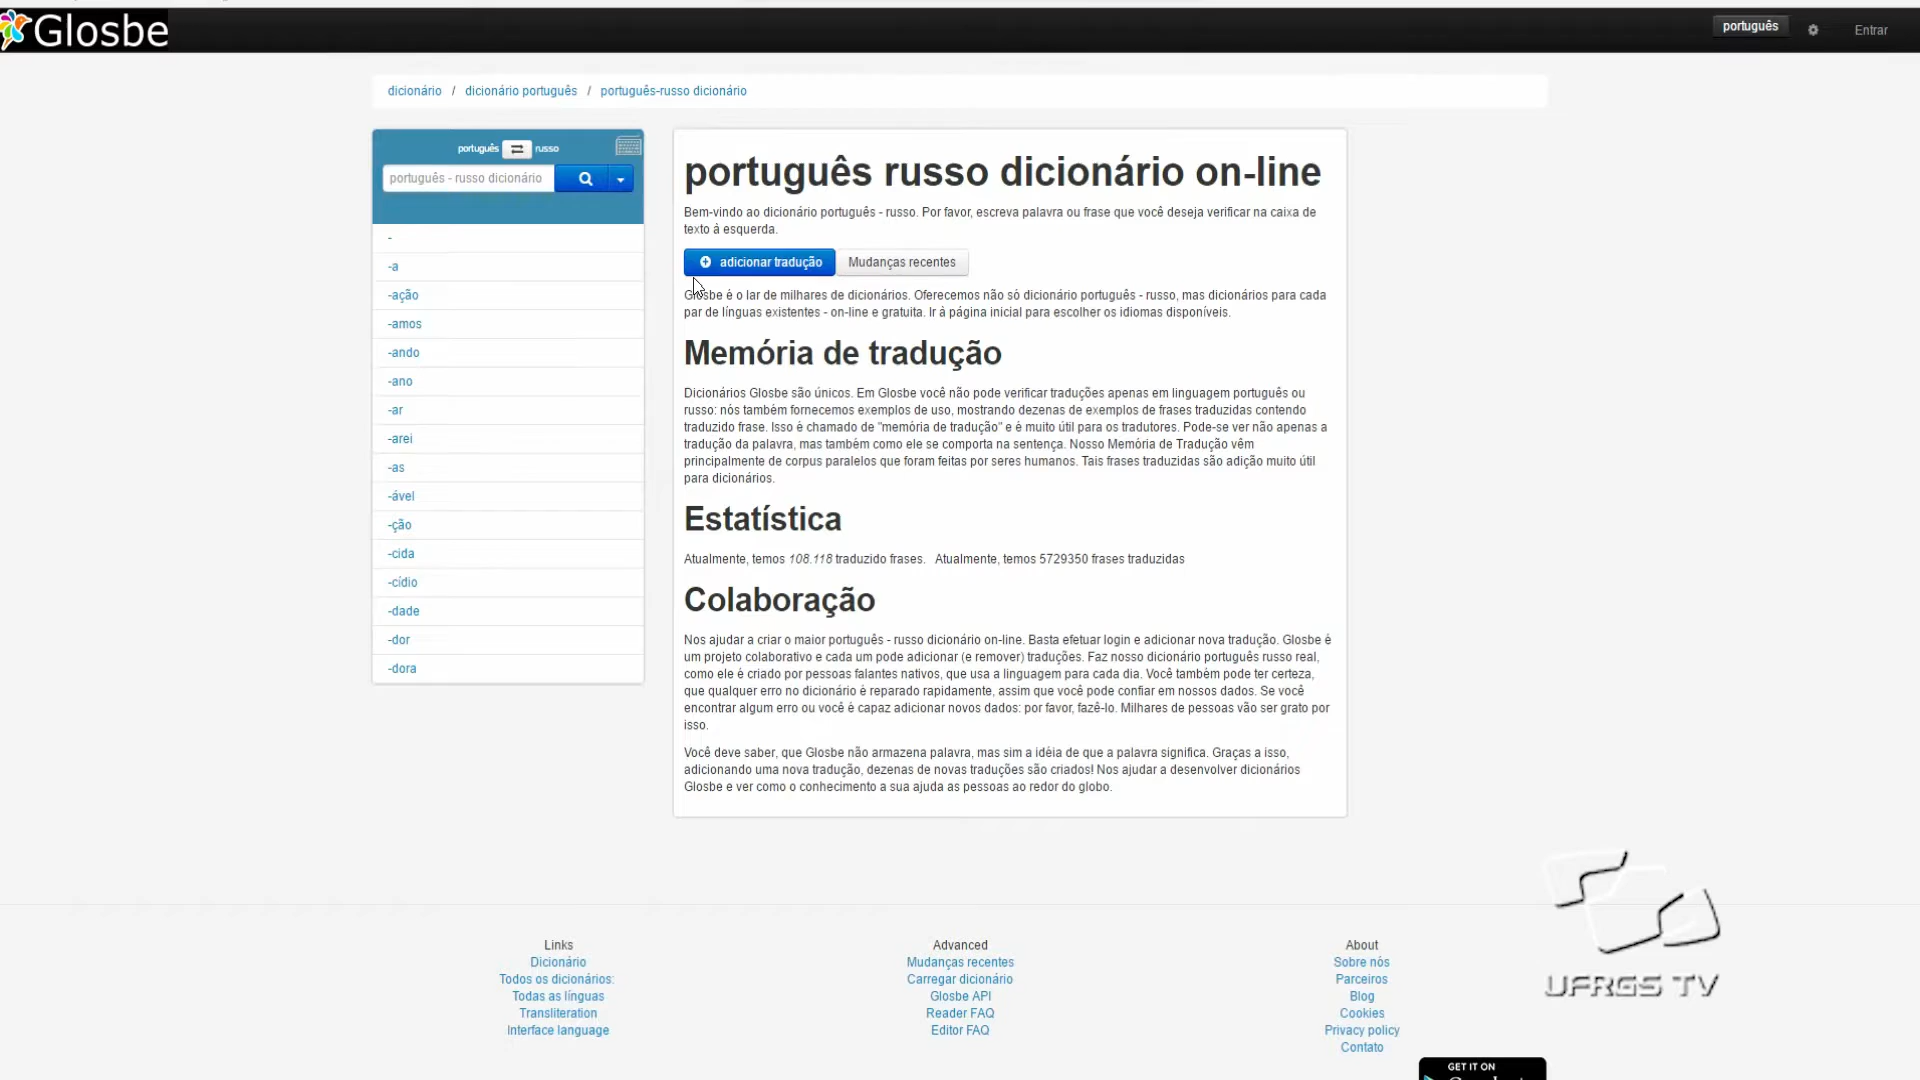 Glosbe
português
Entrar
dicionário / dicionário português / português-russo dicionário
português russo
português - russo dicionário
-
-a
-ação
-amos
-ando
-ano
-ar
-arei
-as
-ável
-ção
-cida
-cídio
-dade
-dor
-dora
português russo dicionário on-line
Bem-vindo ao dicionário português - russo. Por favor, escreva palavra ou frase que você deseja verificar na caixa de
texto à esquerda.
adicionar tradução Mudanças recentes
Glosbe é o lar de milhares de dicionários. Oferecemos não só dicionário português - russo, mas dicionários para cada
par de línguas existentes - on-line e gratuita. Ir à página inicial para escolher os idiomas disponíveis.
Memória de tradução
Dicionários Glosbe são únicos. Em Glosbe você não pode verificar traduções apenas em linguagem português ou
russo: nós também fornecemos exemplos de uso, mostrando dezenas de exemplos de frases traduzidas contendo
traduzido frase. Isso é chamado de "memória de tradução" e é muito útil para os tradutores. Pode-se ver não apenas a
tradução da palavra, mas também como ele se comporta na sentença. Nosso Memória de Tradução vêm
principalmente de corpus paralelos que foram feitas por seres humanos. Tais frases traduzidas são adição muito útil
para dicionários.
Estatística
Atualmente, temos 108.118 traduzido frases. Atualmente, temos 5729350 frases traduzidas
Colaboração
Nos ajudar a criar o maior português - russo dicionário on-line. Basta efetuar login e adicionar nova tradução. Glosbe é
um projeto colaborativo e cada um pode adicionar (e remover) traduções. Faz nosso dicionário português russo real,
como ele é criado por pessoas falantes nativos, que usa a linguagem para cada dia. Você também pode ter certeza,
que qualquer erro no dicionário é reparado rapidamente, assim que você pode confiar em nossos dados. Se você
encontrar algum erro ou você é capaz adicionar novos dados: por favor, fazê-lo. Milhares de pessoas vão ser grato por
isso.
Você deve saber, que Glosbe não armazena palavra, mas sim a idéia de que a palavra significa. Graças a isso,
adicionando uma nova tradução, dezenas de novas traduções são criados! Nos ajudar a desenvolver dicionários
Glosbe e ver como o conhecimento a sua ajuda as pessoas ao redor do globo.
Links
Dicionário
Todos os dicionários:
Todas as línguas
Transliteration
Interface language
Advanced
Mudanças recentes
Carregar dicionário
Glosbe API
Reader FAQ
Editor FAQ
About
Sobre nós
Parceiros
Blog
Cookies
Privacy policy
Contato
UFRGS TV
GET IT ON